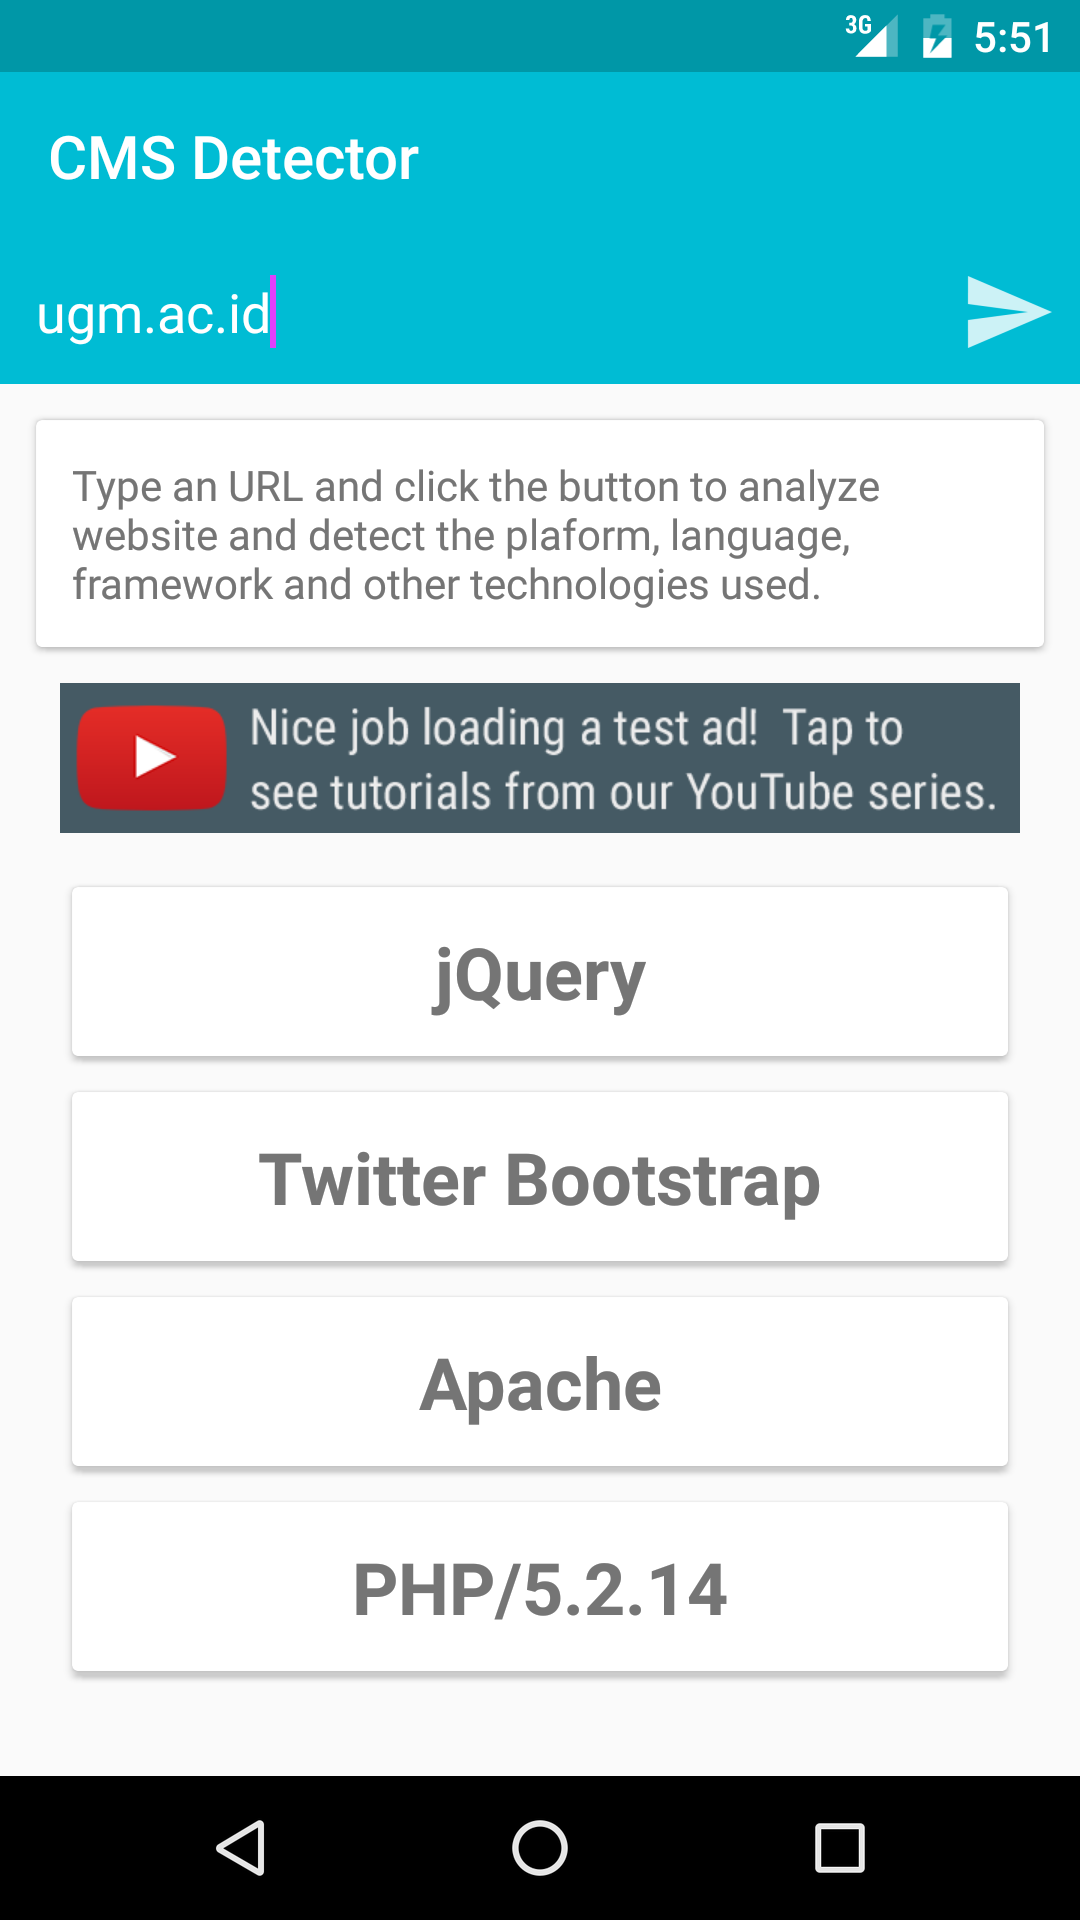 3G 5:51
CMS Detector
ugm.ac.id
Type an URL and click the button to analyze
website and detect the plaform, language,
framework and other technologies used.
Nice job loading a test ad! Tap to
see tutorials from our YouTube series.
jQuery
Twitter Bootstrap
Apache
PHP/5.2.14